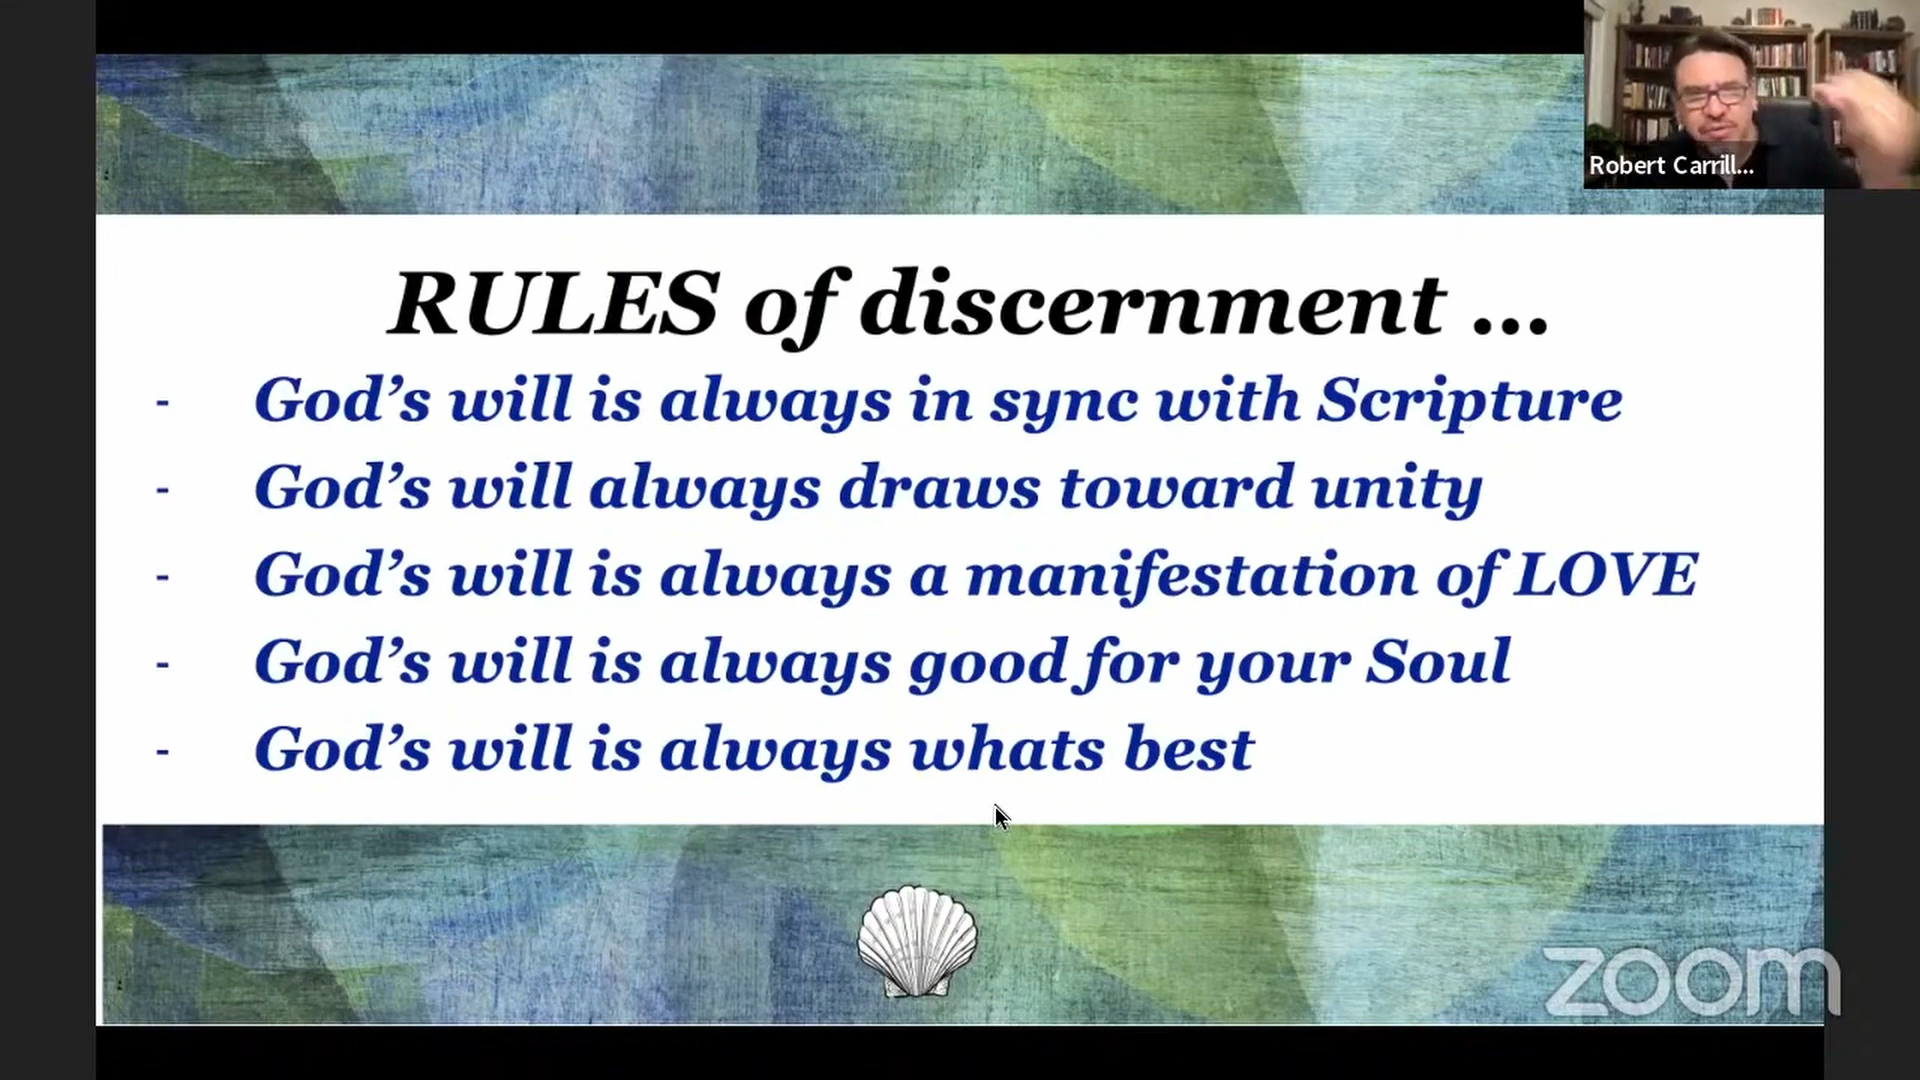 Robert Carrill...
RULES of discernment ...
- God’s will is always in sync with Scripture
- God’s will always draws toward unity
- God’s will is always a manifestation of LOVE
- God’s will is always good for your Soul
- God’s will is always whats best
zoom